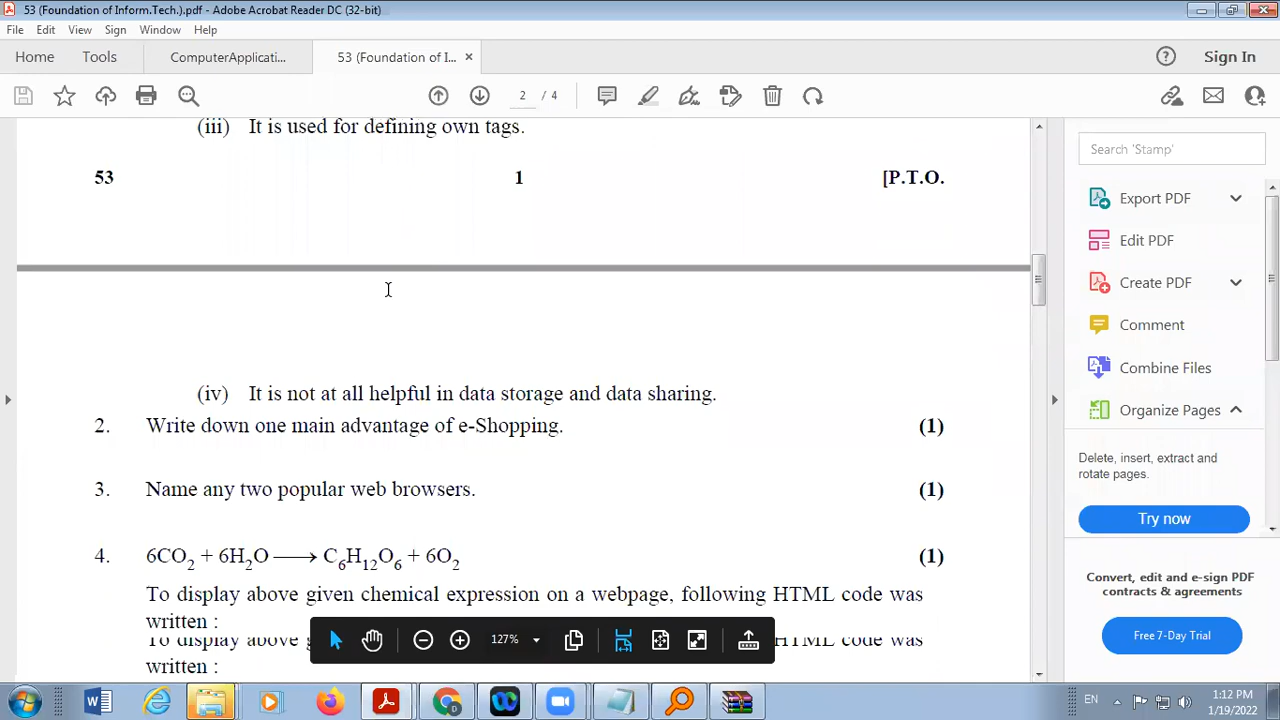 53 (Foundation of Inform.Tech.).pdf - Adobe Acrobat Reader DC (32-bit)
File Edit View Sign Window Help
Home Tools ComputerApplicati... 53 (Foundation of I... × ? Sign In
2 / 4
(iii) It is used for defining own tags.
53 1 [P.T.O.
(iv) It is not at all helpful in data storage and data sharing.
2. Write down one main advantage of e-Shopping. (1)
3. Name any two popular web browsers. (1)
4. 6CO₂ + 6H₂O ⟶ C₆H₁₂O₆ + 6O₂ (1)
To display above given chemical expression on a webpage, following HTML code was
written :
To display above g
HTML code was
written :
127%
Search 'Stamp'
Export PDF
Edit PDF
Create PDF
Comment
Combine Files
Organize Pages
Delete, insert, extract and
rotate pages.
Try now
Convert, edit and e-sign PDF
contracts & agreements
Free 7-Day Trial
EN
1:12 PM
1/19/2022